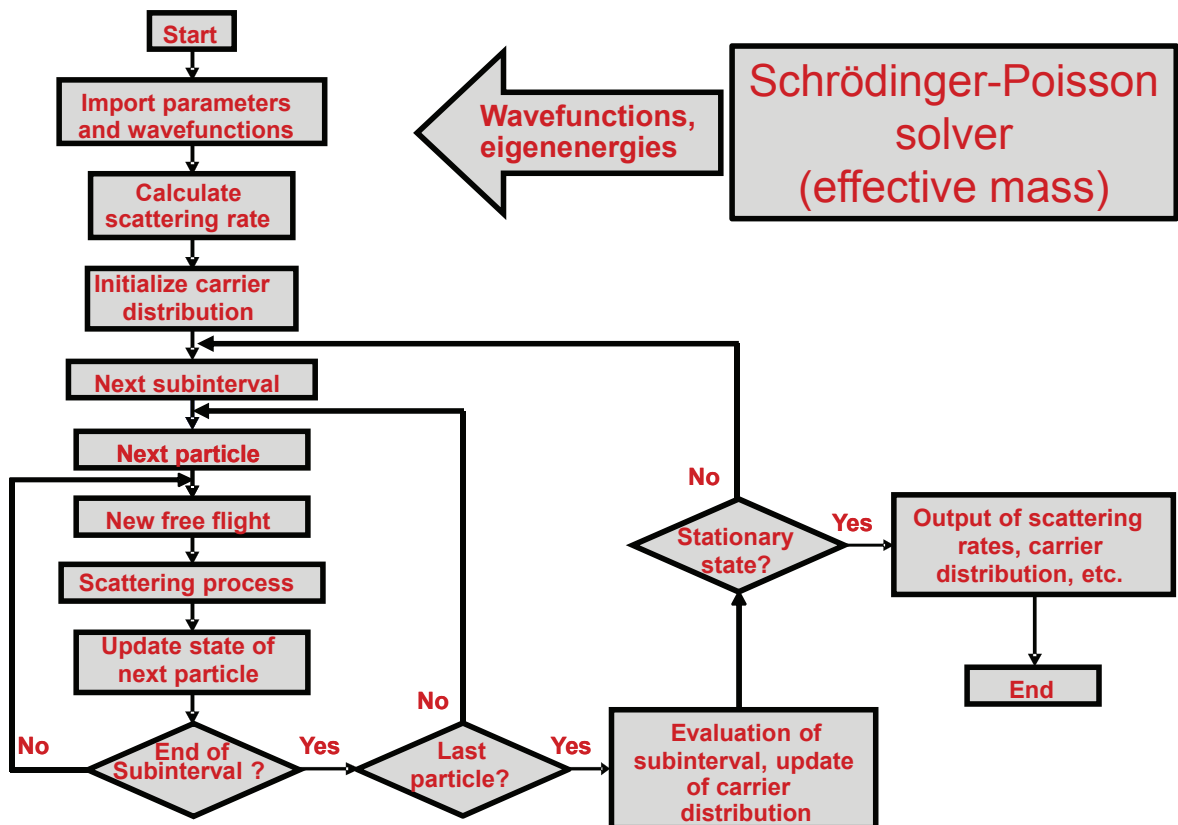 Start
Import parameters
and wavefunctions
Calculate
scattering rate
Initialize carrier
distribution
Next subinterval
Next particle
New free flight
Scattering process
Update state of
next particle
End of
Subinterval ?
No
Yes
Last
particle?
No
Yes
Evaluation of
subinterval, update
of carrier
distribution
Stationary
state?
No
Yes
Output of scattering
rates, carrier
distribution, etc.
End
Wavefunctions,
eigenenergies
Schrödinger-Poisson
solver
(effective mass)